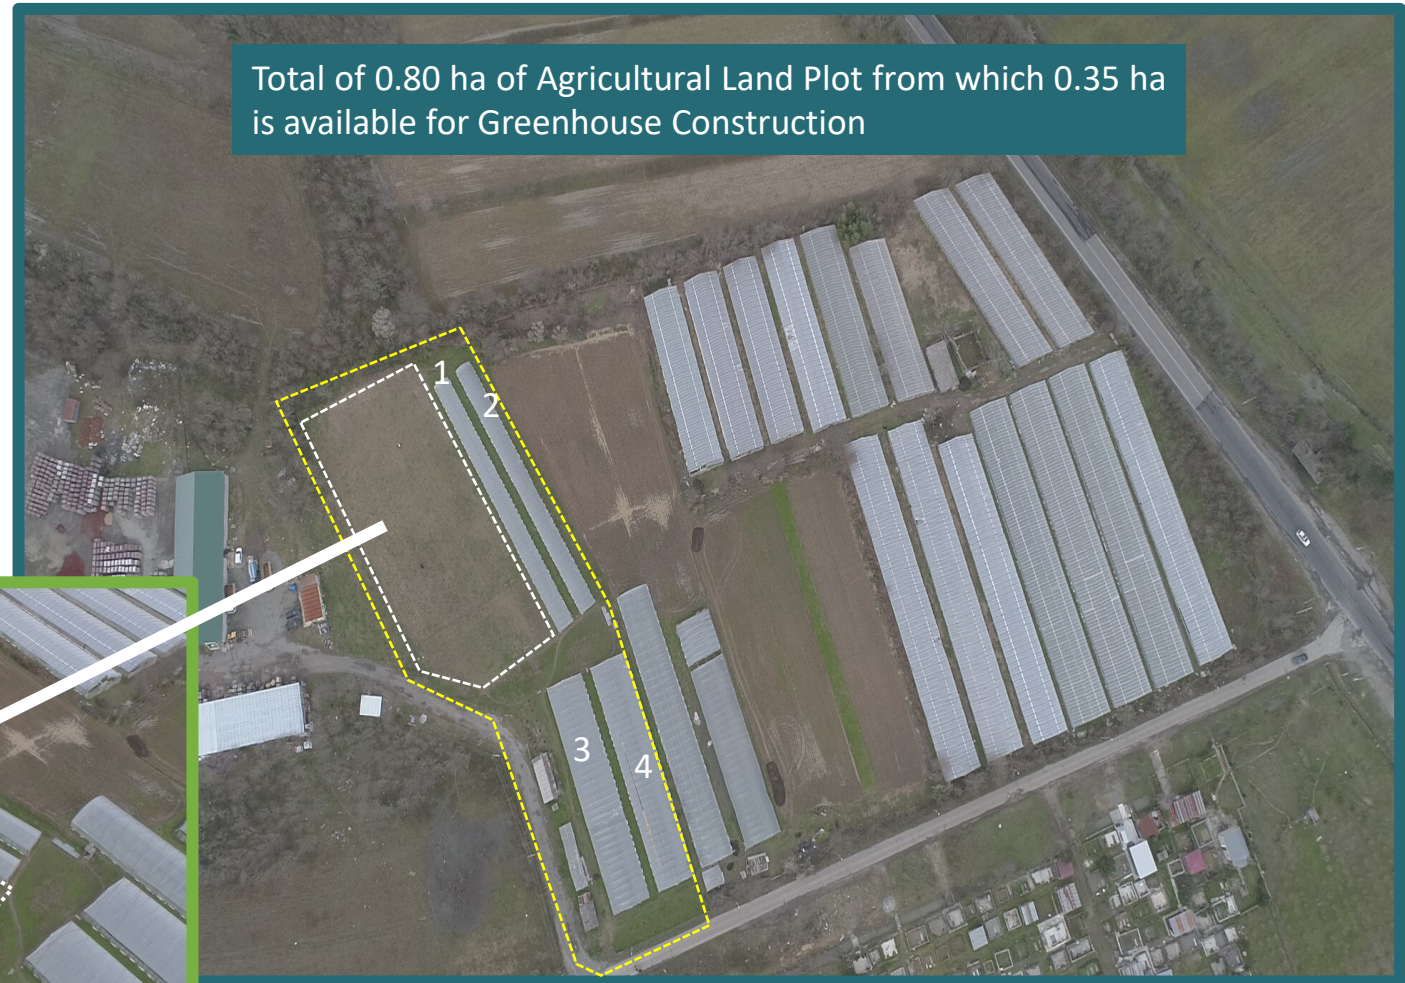 Total of 0.80 ha of Agricultural Land Plot from which 0.35 ha
is available for Greenhouse Construction
1
2
3
4